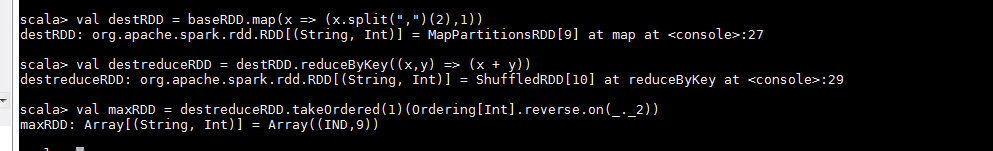 scala> val destRDD = baseRDD.map(x => (x.split(",")(2),1))
destRDD: org.apache.spark.rdd.RDD[(String, Int)] = MapPartitionsRDD[9] at map at <console>:27
scala> val destreduceRDD = destRDD.reduceByKey((x,y) => (x + y))
destreduceRDD: org.apache.spark.rdd.RDD[(String, Int)] = ShuffledRDD[10] at reduceByKey at <console>:29
scala> val maxRDD = destreduceRDD.takeOrdered(1)(Ordering[Int].reverse.on(_._2))
maxRDD: Array[(String, Int)] = Array((IND,9))